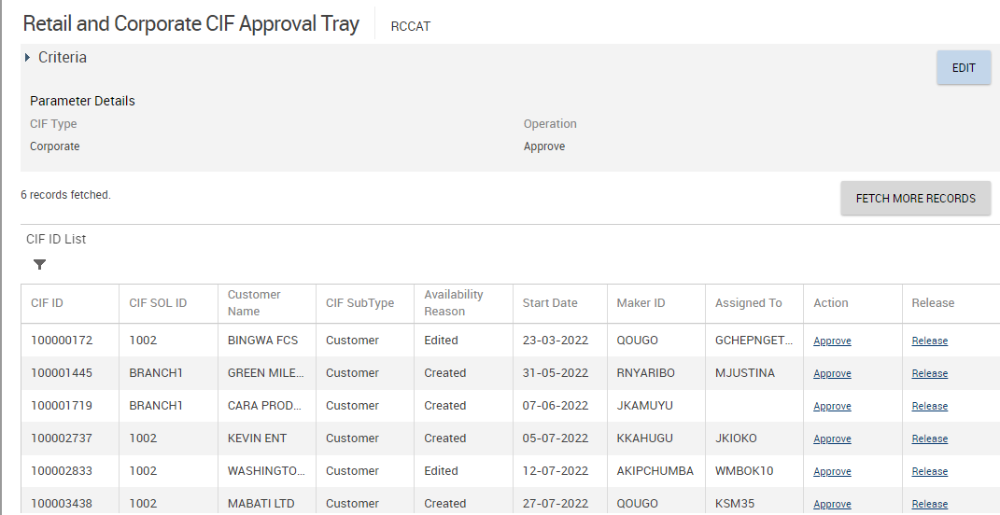 Retail and Corporate CIF Approval Tray RCCAT
Criteria
EDIT
Parameter Details
CIF Type Operation
Corporate Approve
6 records fetched.
FETCH MORE RECORDS
CIF ID List
CIF ID CIF SOL ID Customer Name CIF SubType Availability Reason Start Date Maker ID Assigned To Action Release
100000172 1002 BINGWA FCS Customer Edited 23-03-2022 QOUGO GCHEPNGET... Approve Release
100001445 BRANCH1 GREEN MILE... Customer Created 31-05-2022 RNYARIBO MJUSTINA Approve Release
100001719 BRANCH1 CARA PROD... Customer Created 07-06-2022 JKAMUYU Approve Release
100002737 1002 KEVIN ENT Customer Created 05-07-2022 KKAHUGU JKIOKO Approve Release
100002833 1002 WASHINGTO... Customer Edited 12-07-2022 AKIPCHUMBA WMBOK10 Approve Release
100003438 1002 MABATI LTD Customer Created 27-07-2022 QOUGO KSM35 Approve Release